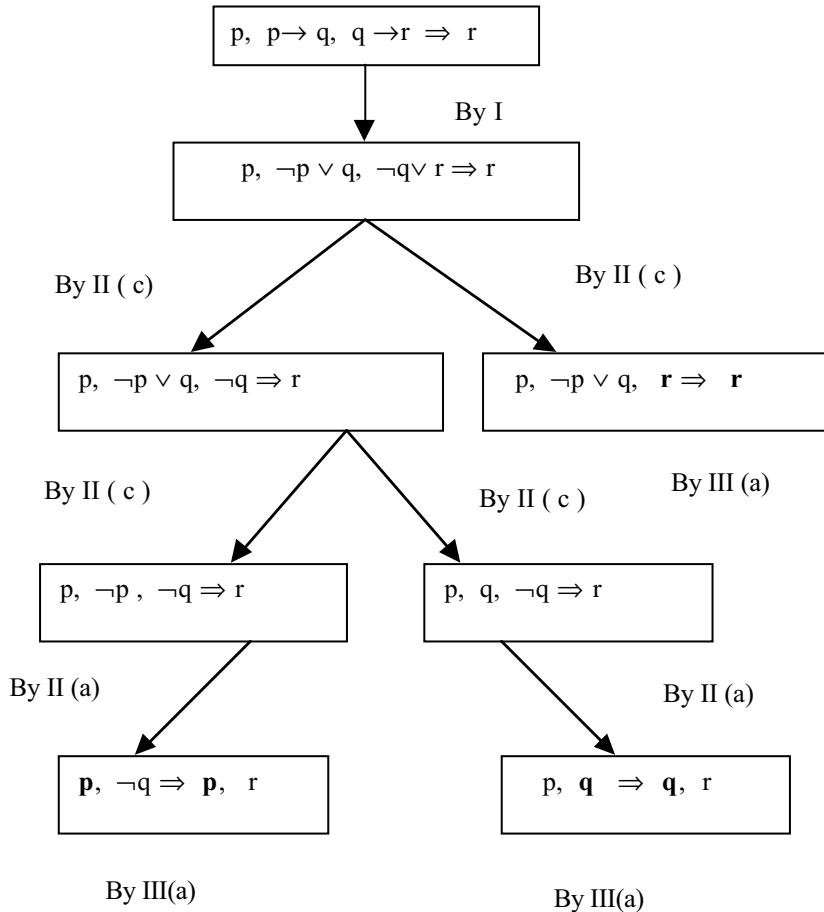 p, p→ q, q →r ⇒ r
By I
p, ¬p ∨ q, ¬q∨ r ⇒ r
By II ( c)
By II ( c )
p, ¬p ∨ q, ¬q ⇒ r
p, ¬p ∨ q, r ⇒ r
By II ( c )
By II ( c )
By III (a)
p, ¬p , ¬q ⇒ r
p, q, ¬q ⇒ r
By II (a)
By II (a)
p, ¬q ⇒ p, r
p, q ⇒ q, r
By III(a)
By III(a)